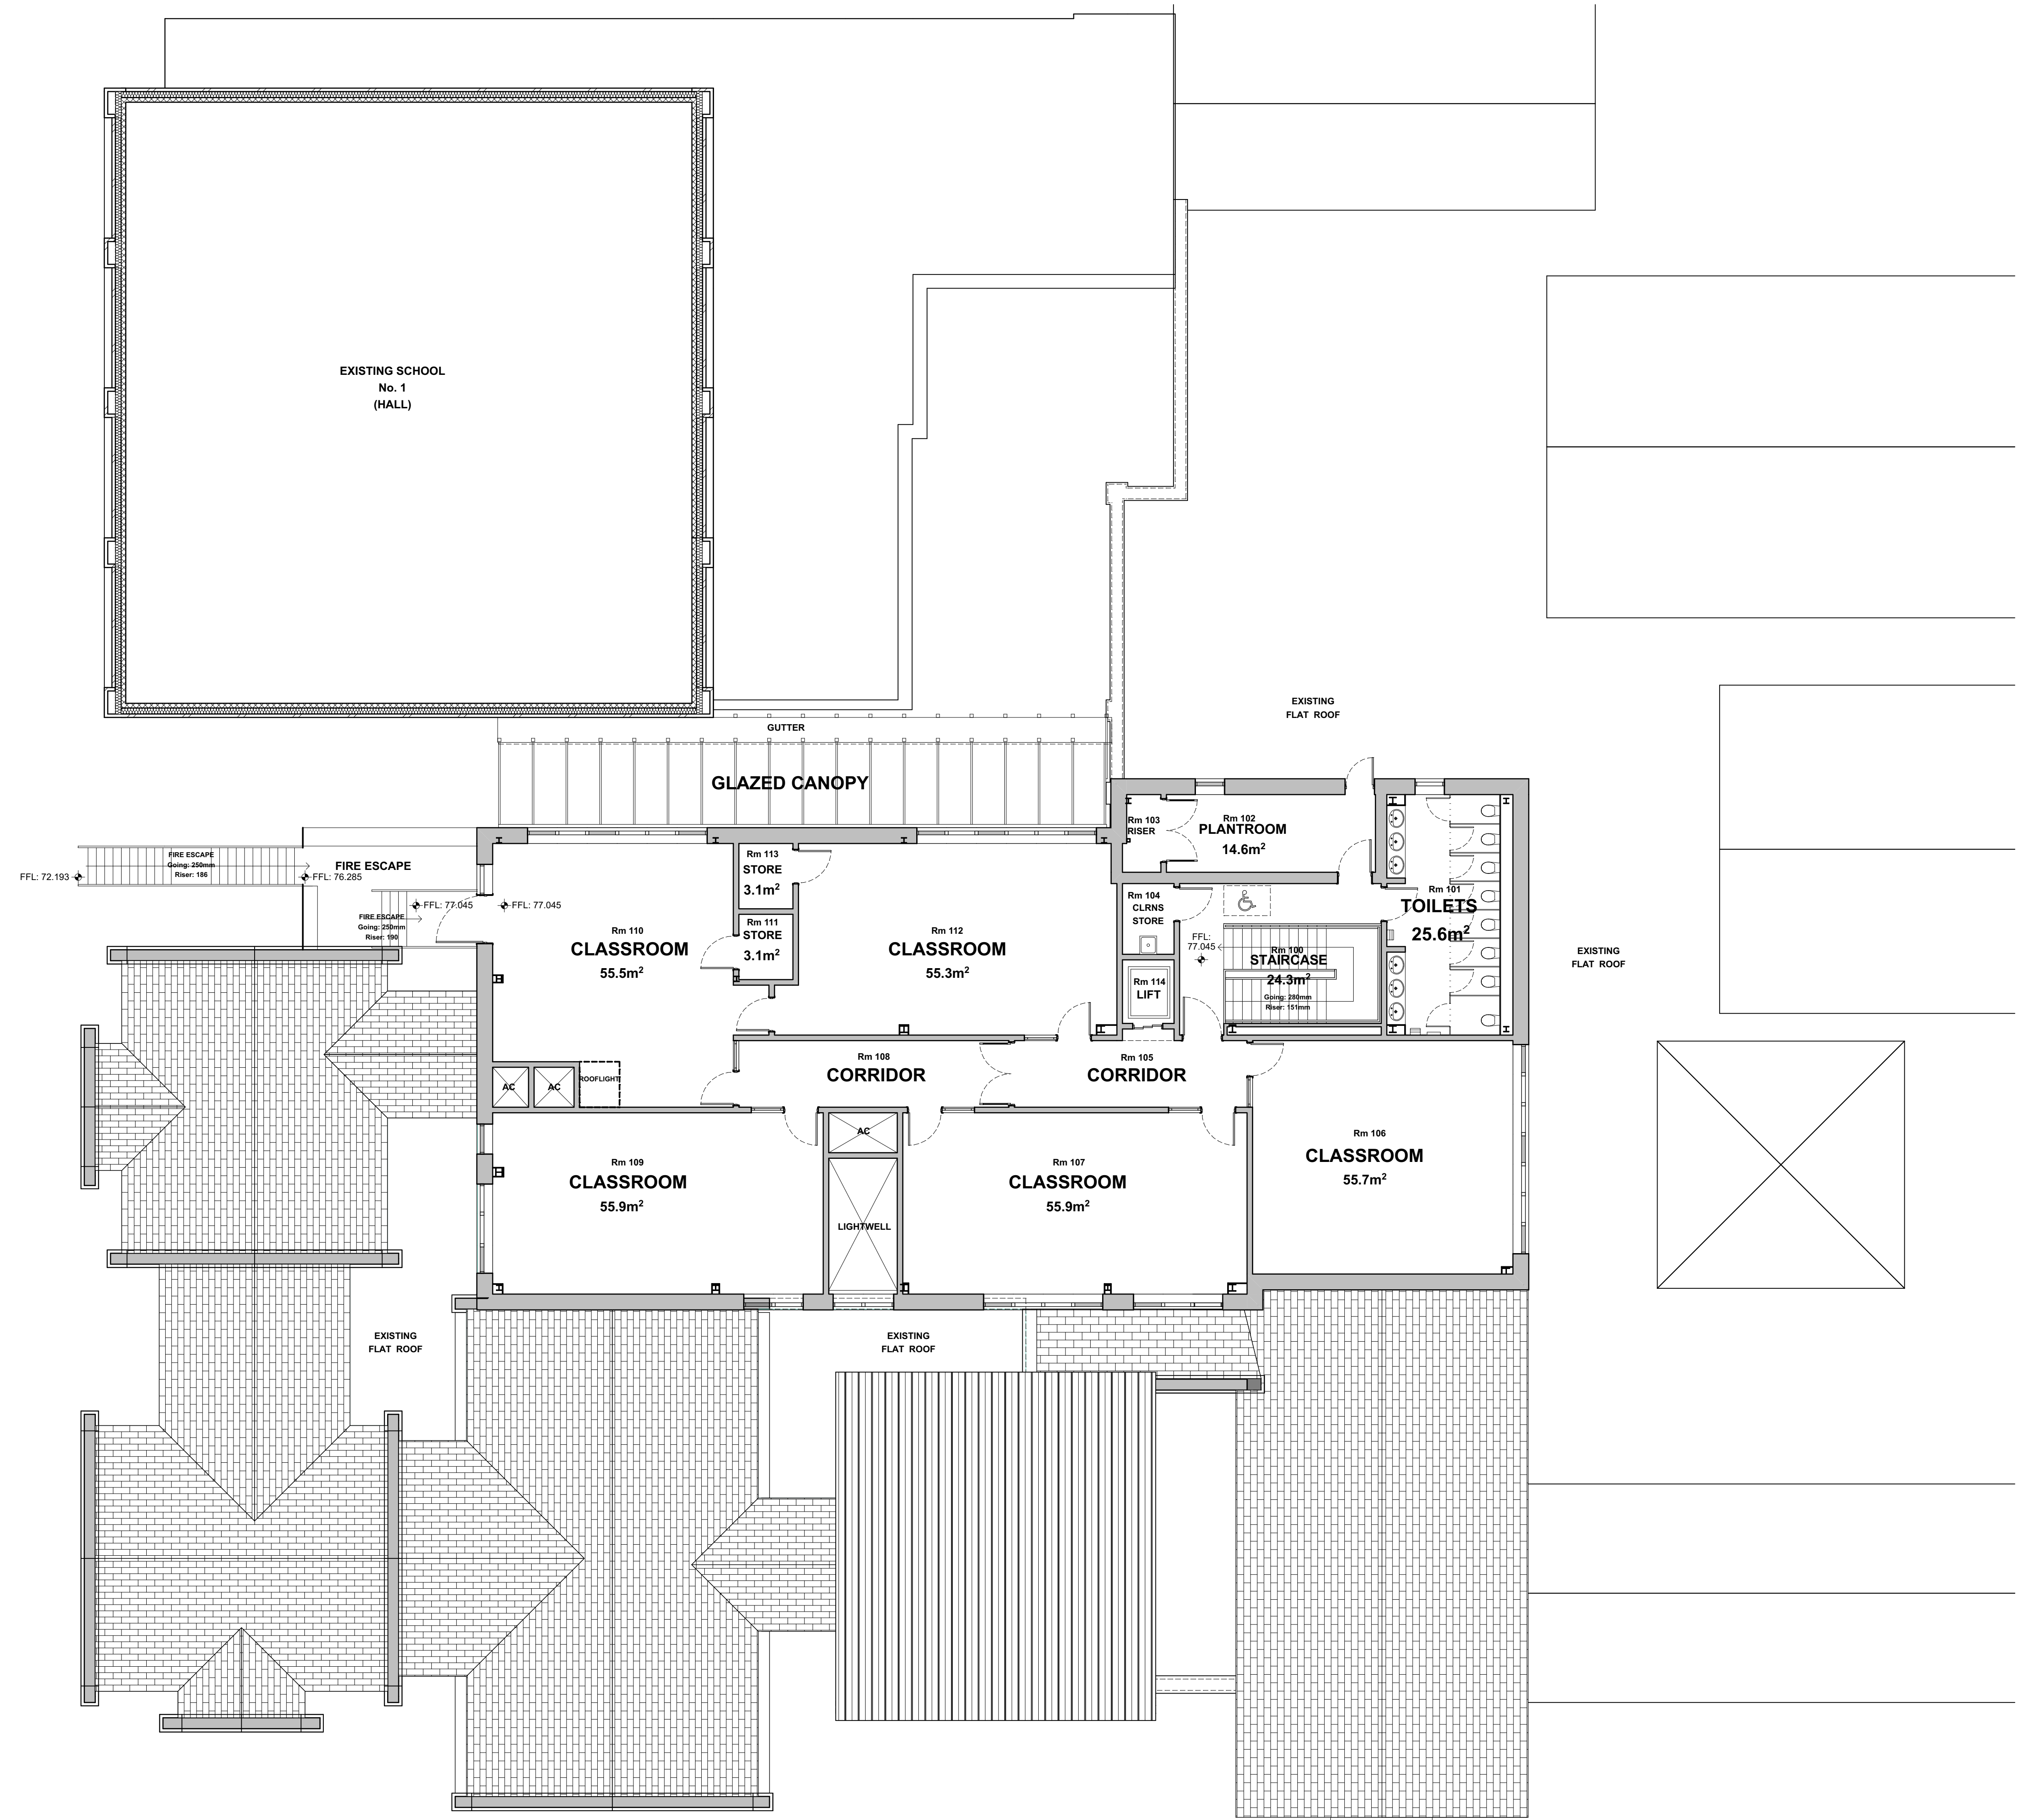 EXISTING SCHOOL
No. 1
(HALL)
EXISTING
FLAT ROOF
GUTTER
GLAZED CANOPY
FIRE ESCAPE
Going: 250mm
Riser: 186
FIRE ESCAPE
FFL: 72.193
FFL: 76.285
FFL: 77.045
FFL: 77.045
FIRE ESCAPE
Going: 250mm
Riser: 190
Rm 110
CLASSROOM
55.5m²
Rm 113
STORE
3.1m²
Rm 111
STORE
3.1m²
Rm 112
CLASSROOM
55.3m²
Rm 103
RISER
Rm 102
PLANTROOM
14.6m²
Rm 104
CLRNS
STORE
Rm 101
TOILETS
25.6m²
FFL:
77.045
Rm 100
STAIRCASE
24.3m²
Going: 280mm
Riser: 151mm
Rm 114
LIFT
EXISTING
FLAT ROOF
AC
AC
ROOFLIGHT
Rm 108
CORRIDOR
Rm 105
CORRIDOR
Rm 109
CLASSROOM
55.9m²
AC
LIGHTWELL
Rm 107
CLASSROOM
55.9m²
Rm 106
CLASSROOM
55.7m²
EXISTING
FLAT ROOF
EXISTING
FLAT ROOF